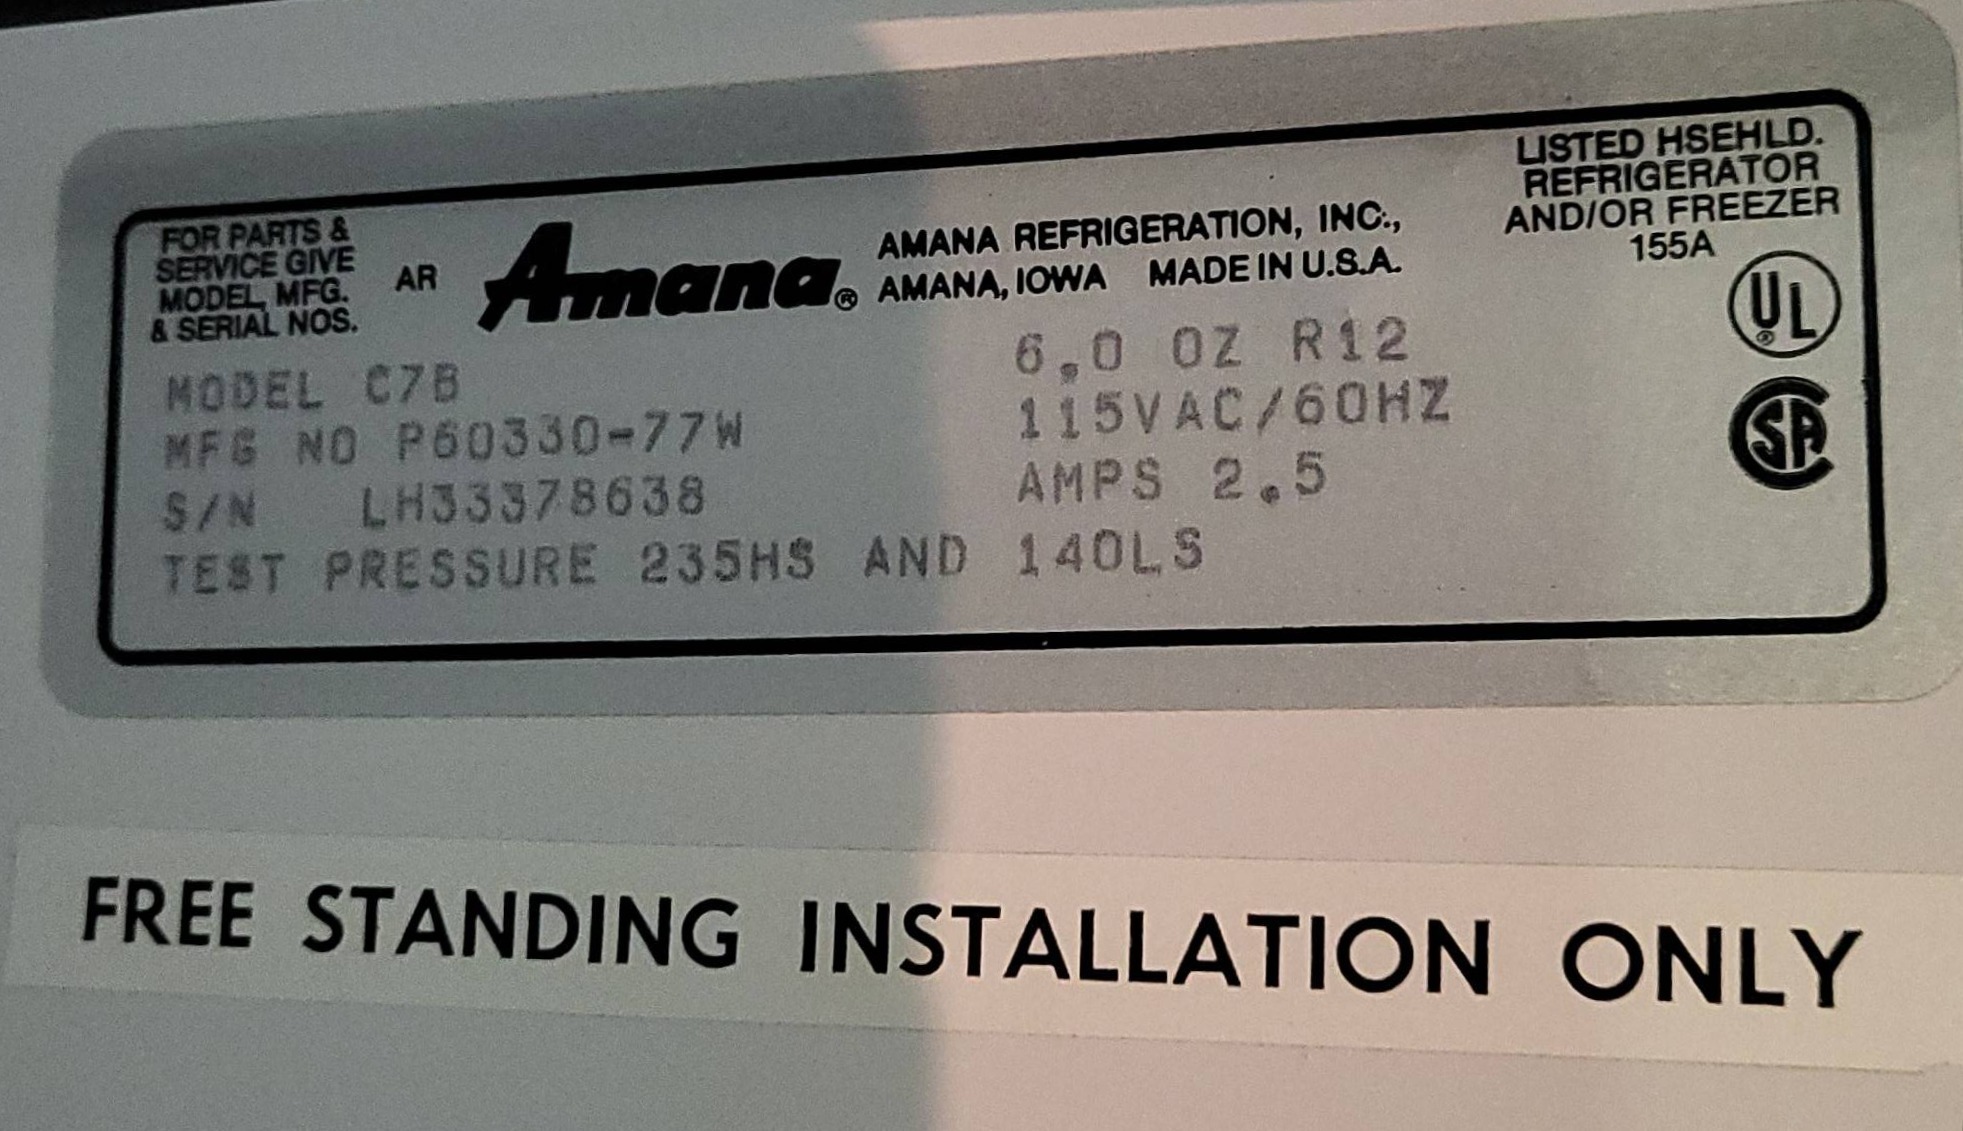 FOR PARTS &
SERVICE GIVE
MODEL, MFG.
& SERIAL NOS.
AR
Amana®
AMANA REFRIGERATION, INC.,
AMANA, IOWA MADE IN U.S.A.
LISTED HSEHLD.
REFRIGERATOR
AND/OR FREEZER
155A
UL®
SA
MODEL C7B
MFG NO P60330-77W
S/N LH33378638
6.0 OZ R12
115VAC/60HZ
AMPS 2.5
TEST PRESSURE 235HS AND 140LS
FREE STANDING INSTALLATION ONLY